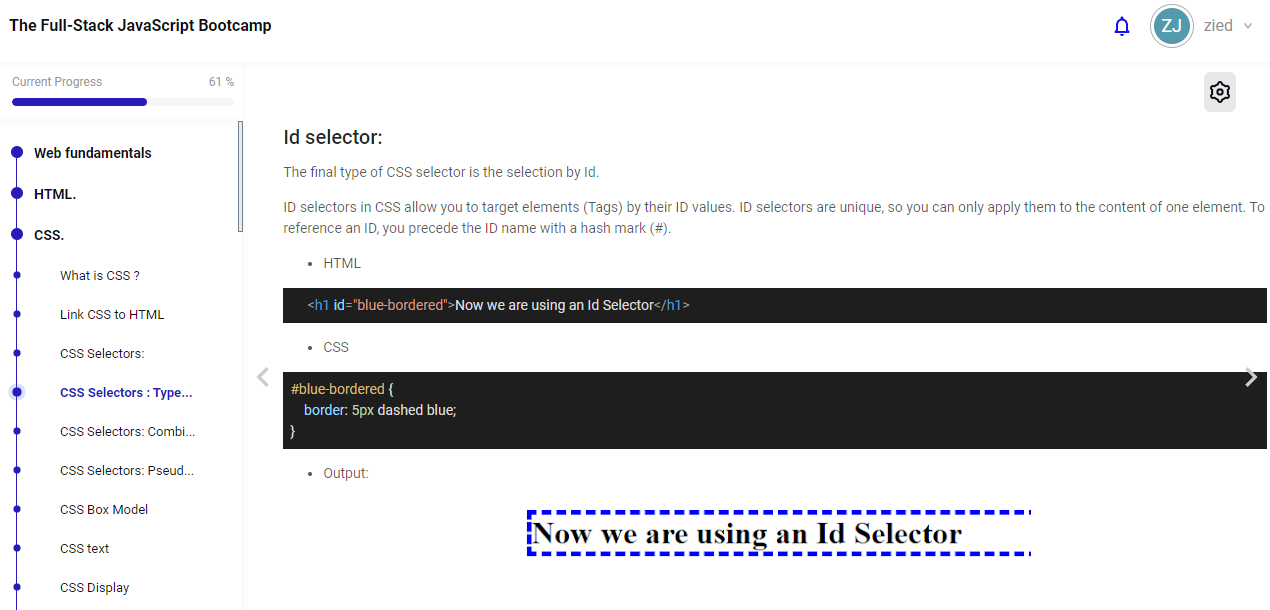 The Full-Stack JavaScript Bootcamp
ZJ
zied
Current Progress
61 %
Web fundamentals
HTML.
CSS.
What is CSS ?
Link CSS to HTML
CSS Selectors:
CSS Selectors : Type...
CSS Selectors: Combi...
CSS Selectors: Pseud...
CSS Box Model
CSS text
CSS Display
Id selector:
The final type of CSS selector is the selection by Id.
ID selectors in CSS allow you to target elements (Tags) by their ID values. ID selectors are unique, so you can only apply them to the content of one element. To
reference an ID, you precede the ID name with a hash mark (#).
• HTML
<h1 id="blue-bordered">Now we are using an Id Selector</h1>
• CSS
#blue-bordered {
border: 5px dashed blue;
}
• Output:
Now we are using an Id Selector